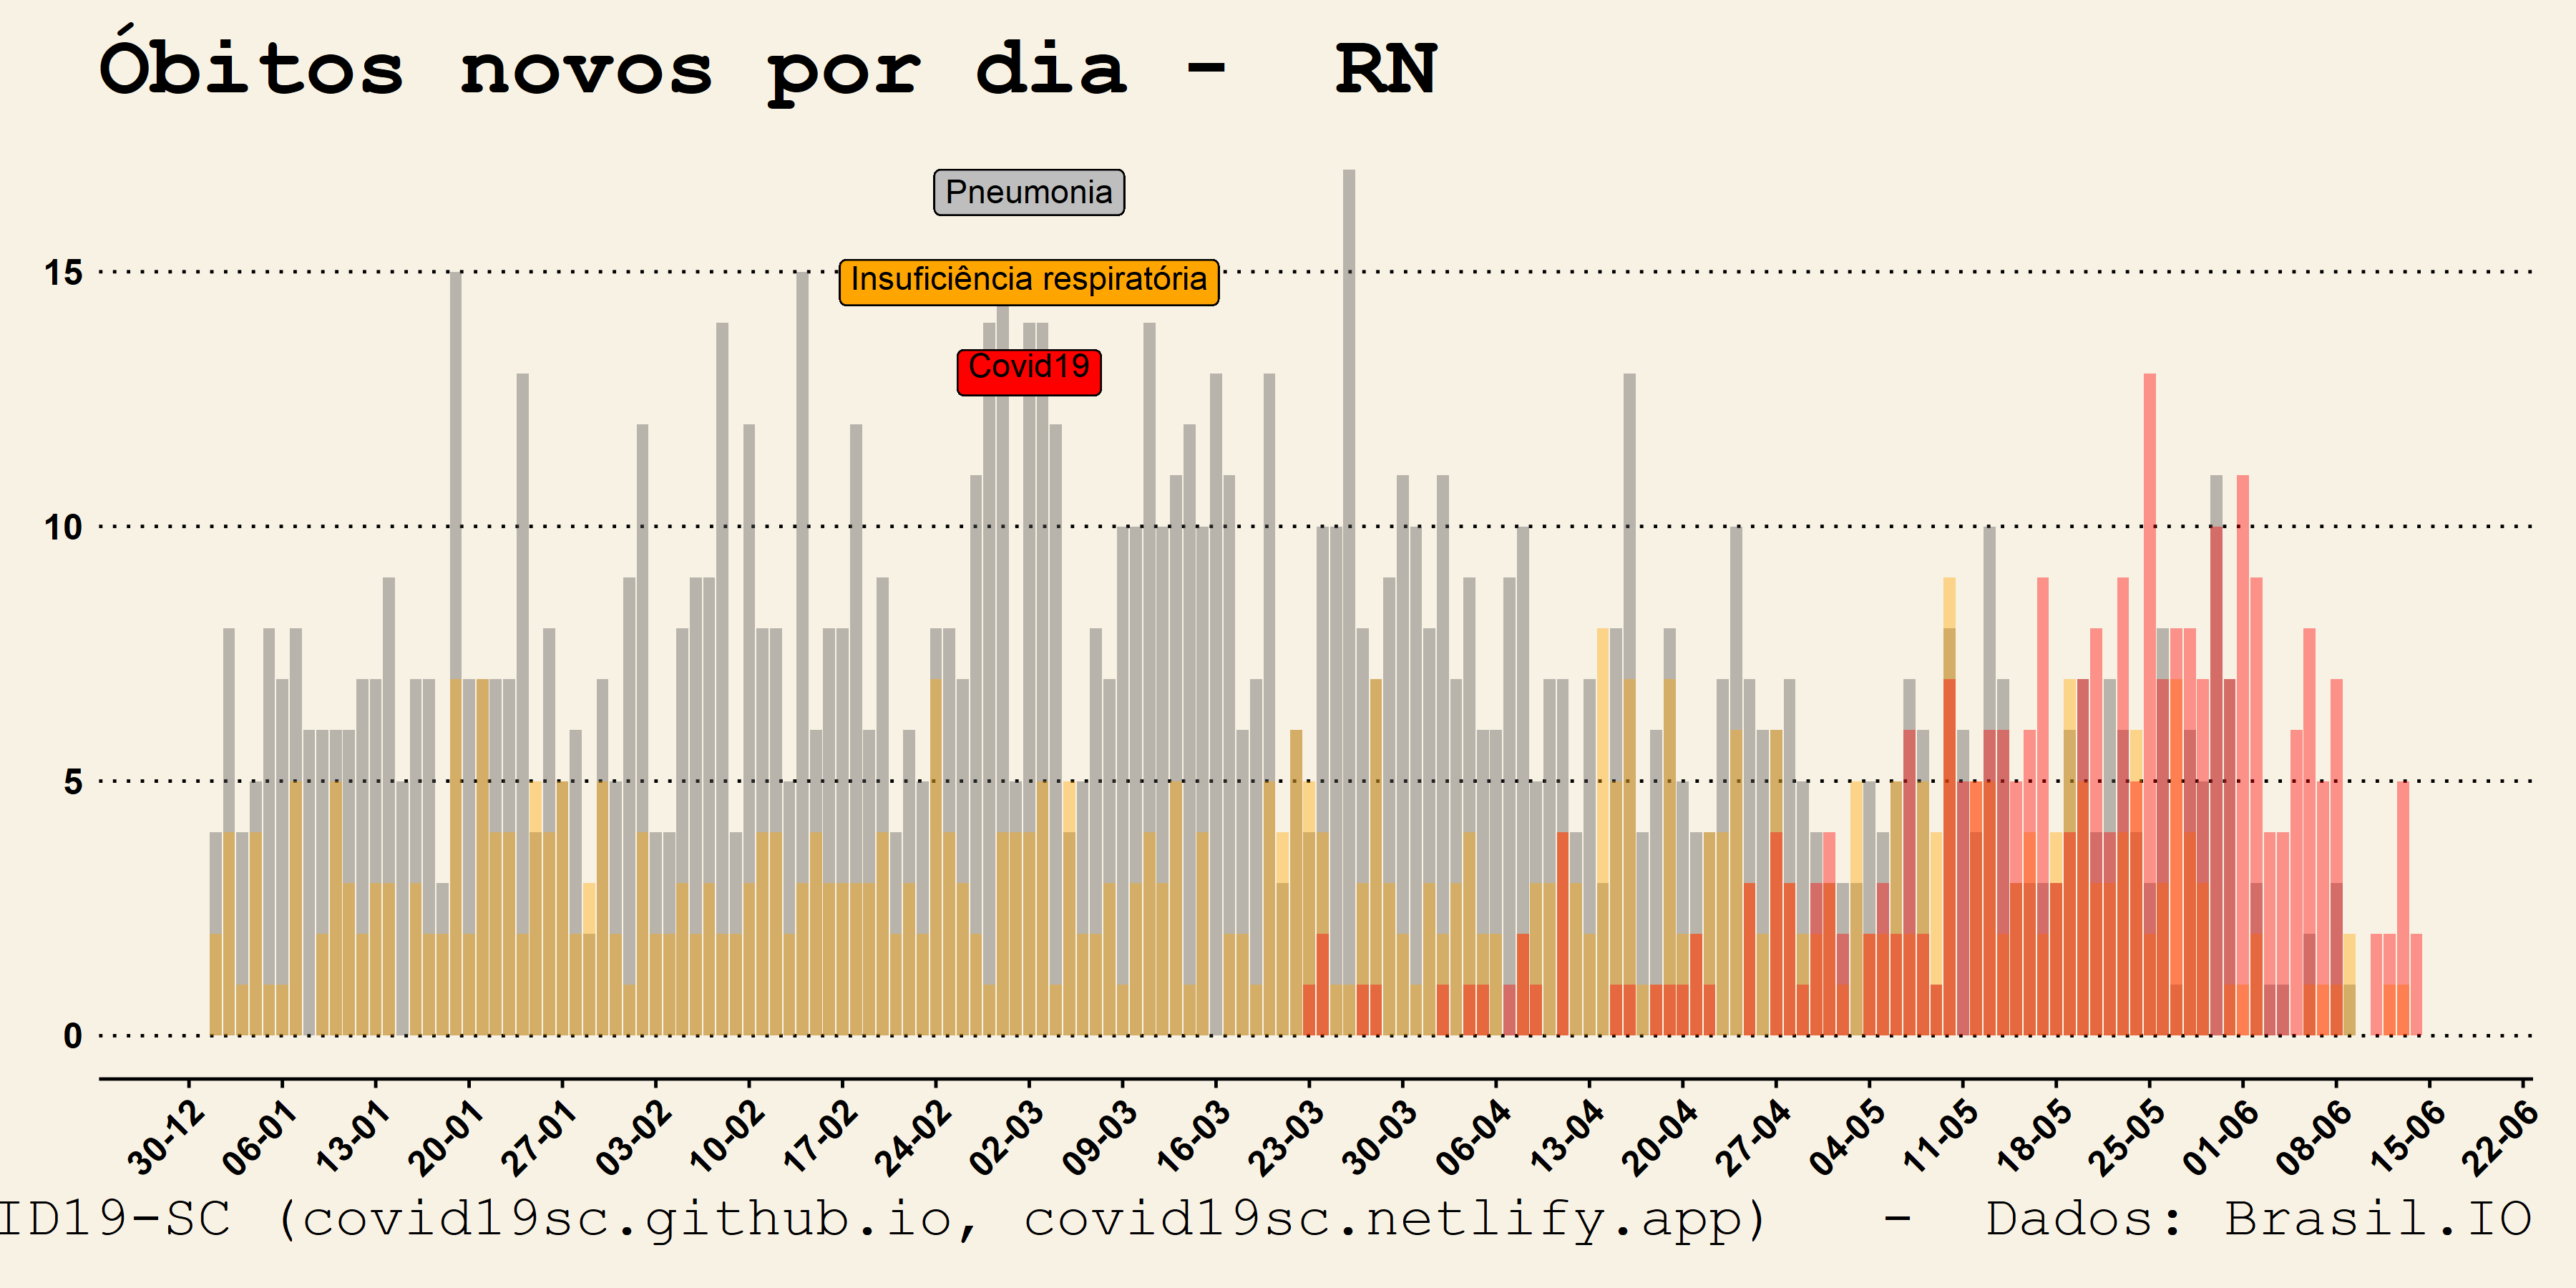 Óbitos novos por dia - RN
Pneumonia
Insuficiência respiratória
Covid19
15
10
5
0
30-12 06-01 13-01 20-01 27-01 03-02 10-02 17-02 24-02 02-03 09-03 16-03 23-03 30-03 06-04 13-04 20-04 27-04 04-05 11-05 18-05 25-05 01-06 08-06 15-06 22-06
ID19-SC (covid19sc.github.io, covid19sc.netlify.app) - Dados: Brasil.IO